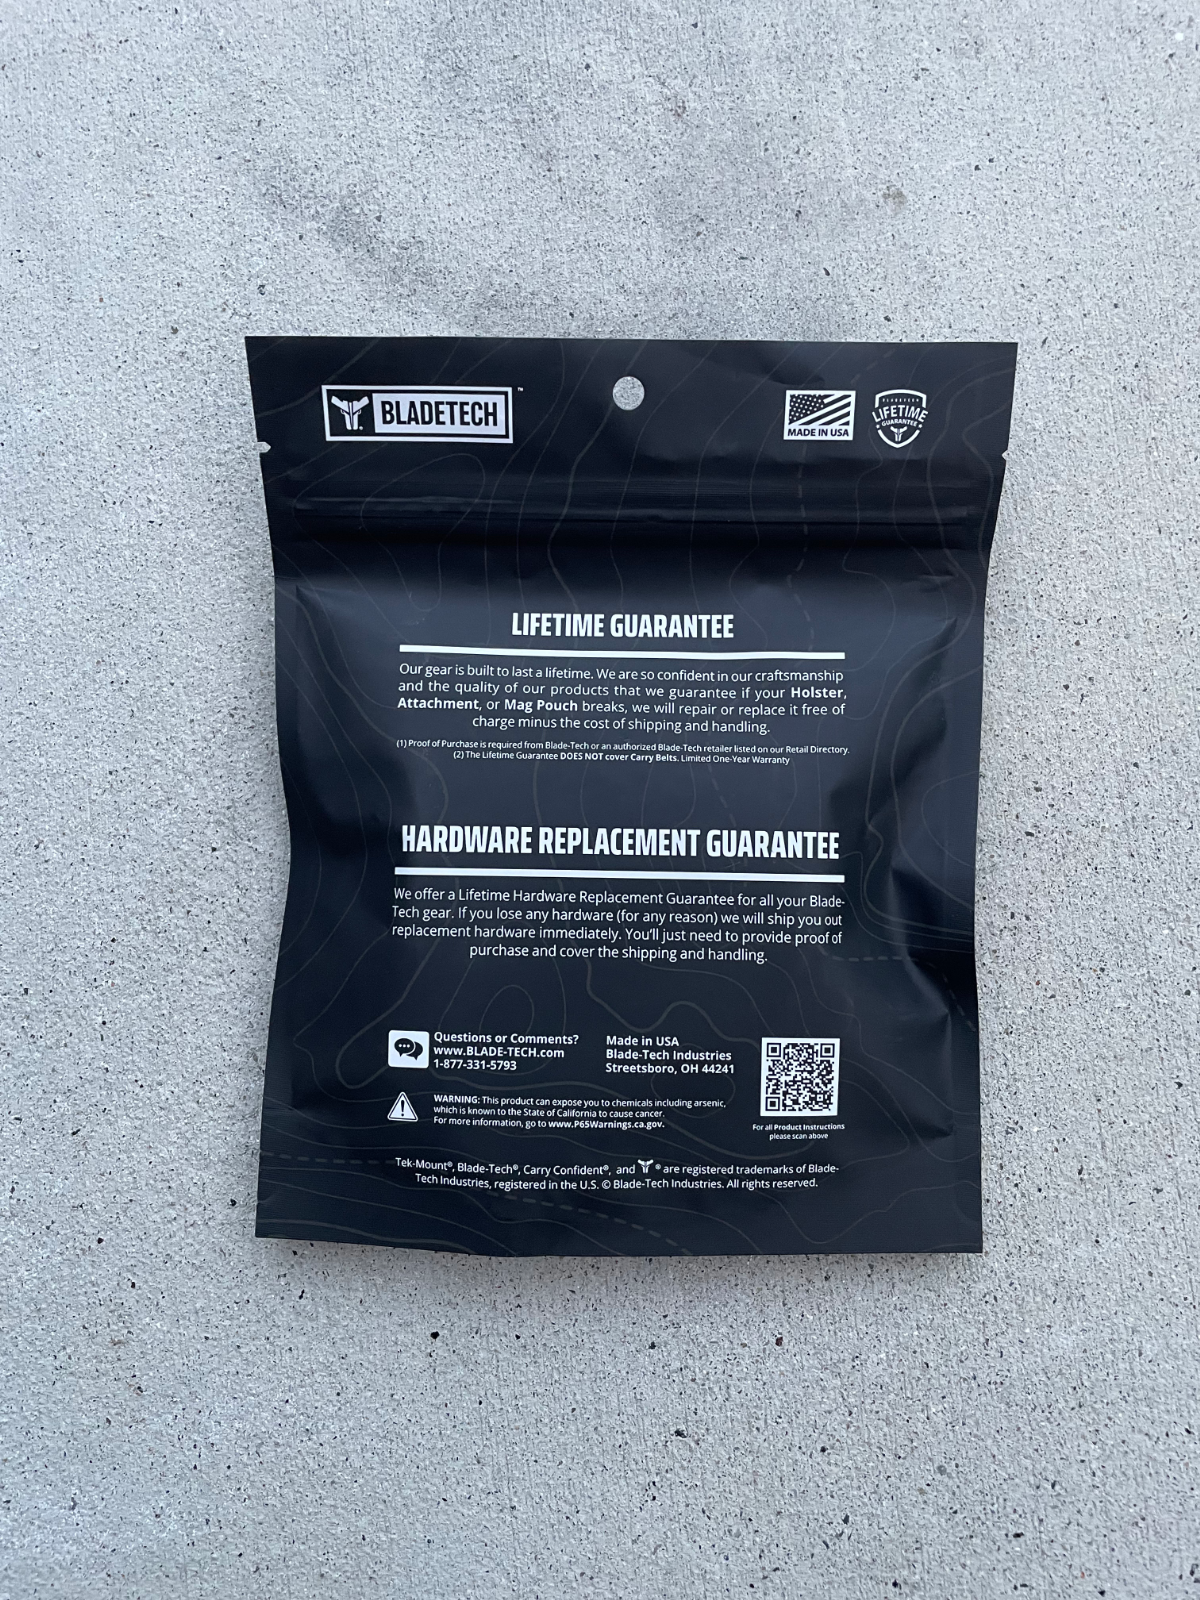 BLADETECH™
MADE IN USA
BLADETECH
LIFETIME
GUARANTEE
LIFETIME GUARANTEE
Our gear is built to last a lifetime. We are so confident in our craftsmanship
and the quality of our products that we guarantee if your Holster,
Attachment, or Mag Pouch breaks, we will repair or replace it free of
charge minus the cost of shipping and handling.
(1) Proof of Purchase is required from Blade-Tech or an authorized Blade-Tech retailer listed on our Retail Directory.
(2) The Lifetime Guarantee DOES NOT cover Carry Belts. Limited One-Year Warranty
HARDWARE REPLACEMENT GUARANTEE
We offer a Lifetime Hardware Replacement Guarantee for all your Blade-
Tech gear. If you lose any hardware (for any reason) we will ship you out
replacement hardware immediately. You'll just need to provide proof of
purchase and cover the shipping and handling.
Questions or Comments?
www.BLADE-TECH.com
1-877-331-5793
Made in USA
Blade-Tech Industries
Streetsboro, OH 44241
WARNING: This product can expose you to chemicals including arsenic,
which is known to the State of California to cause cancer.
For more information, go to www.P65Warnings.ca.gov.
For all Product Instructions
please scan above
Tek-Mount®, Blade-Tech®, Carry Confident®, and ® are registered trademarks of Blade-
Tech Industries, registered in the U.S. © Blade-Tech Industries. All rights reserved.